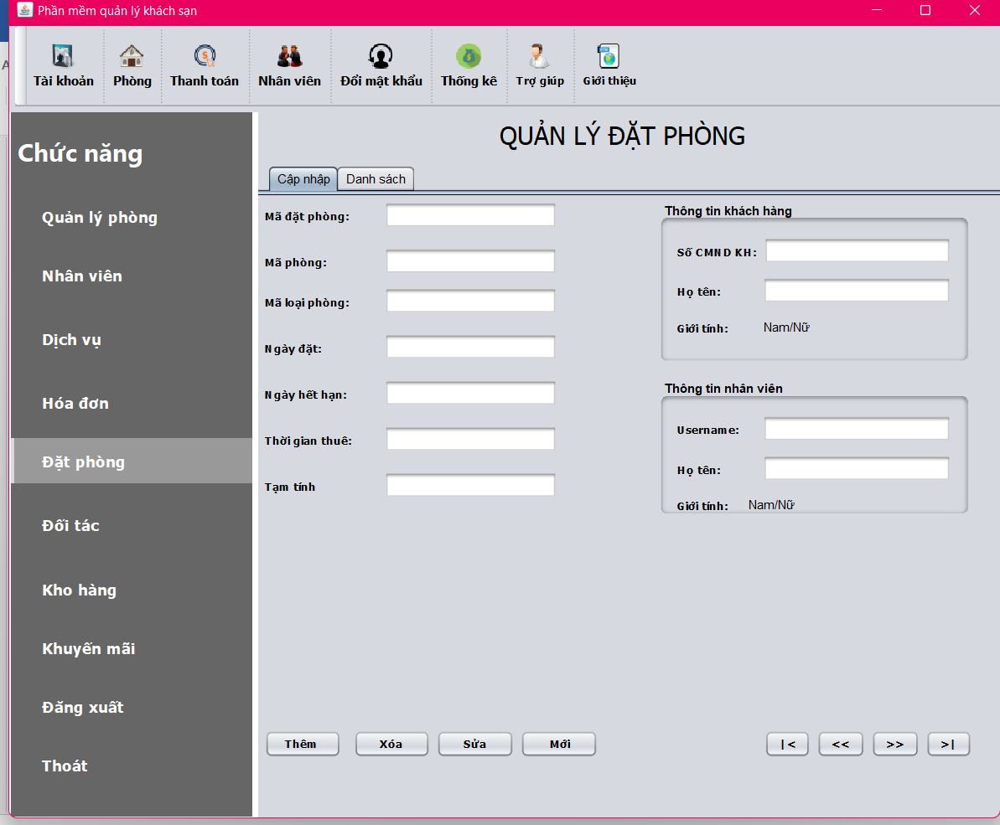 Phần mềm quản lý khách sạn
A
Tài khoản Phòng Thanh toán Nhân viên Đổi mật khẩu Thống kê Trợ giúp Giới thiệu
Chức năng
Quản lý phòng
Nhân viên
Dịch vụ
Hóa đơn
Đặt phòng
Đối tác
Kho hàng
Khuyến mãi
Đăng xuất
Thoát
QUẢN LÝ ĐẶT PHÒNG
Cập nhập Danh sách
Mã đặt phòng:
Mã phòng:
Mã loại phòng:
Ngày đặt:
Ngày hết hạn:
Thời gian thuê:
Tạm tính
Thông tin khách hàng
Số CMND KH:
Họ tên:
Giới tính: Nam/Nữ
Thông tin nhân viên
Username:
Họ tên:
Giới tính: Nam/Nữ
Thêm Xóa Sửa Mới |< << >> >|